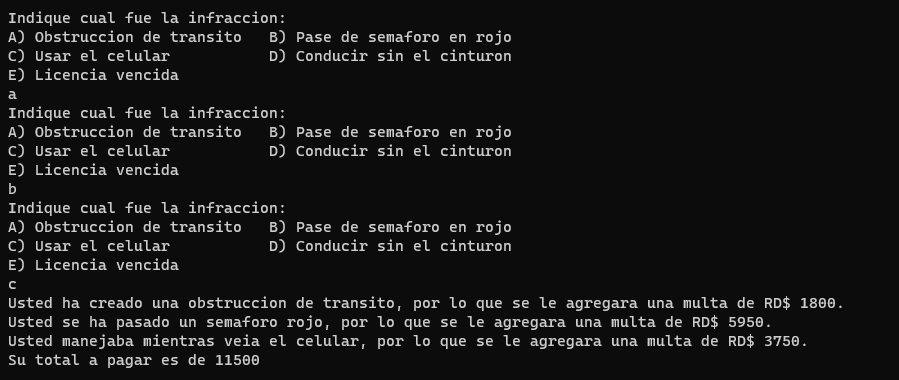 Indique cual fue la infraccion:
A) Obstruccion de transito   B) Pase de semaforo en rojo
C) Usar el celular           D) Conducir sin el cinturon
E) Licencia vencida
a
Indique cual fue la infraccion:
A) Obstruccion de transito   B) Pase de semaforo en rojo
C) Usar el celular           D) Conducir sin el cinturon
E) Licencia vencida
b
Indique cual fue la infraccion:
A) Obstruccion de transito   B) Pase de semaforo en rojo
C) Usar el celular           D) Conducir sin el cinturon
E) Licencia vencida
c
Usted ha creado una obstruccion de transito, por lo que se le agregara una multa de RD$ 1800.
Usted se ha pasado un semaforo rojo, por lo que se le agregara una multa de RD$ 5950.
Usted manejaba mientras veia el celular, por lo que se le agregara una multa de RD$ 3750.
Su total a pagar es de 11500